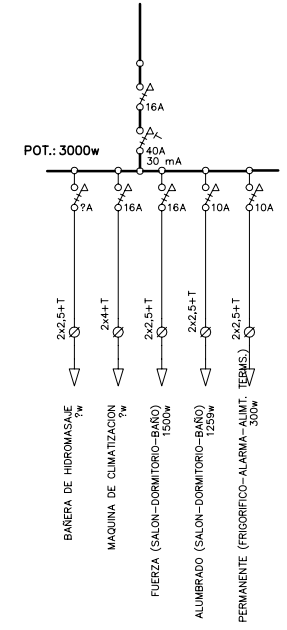 16A
40A
30 mA
POT.: 3000w
?A
16A
16A
10A
10A
2x2,5+T
2x4+T
2x2,5+T
2x2,5+T
2x2,5+T
BAÑERA DE HIDROMASAJE
?w
MAQUINA DE CLIMATIZACION
?w
FUERZA (SALON-DORMITORIO-BAÑO)
1500w
ALUMBRADO (SALON-DORMITORIO-BAÑO)
1259w
PERMANENTE (FRIGORIFICO-ALARMA-ALIMT. TERMS.)
300w